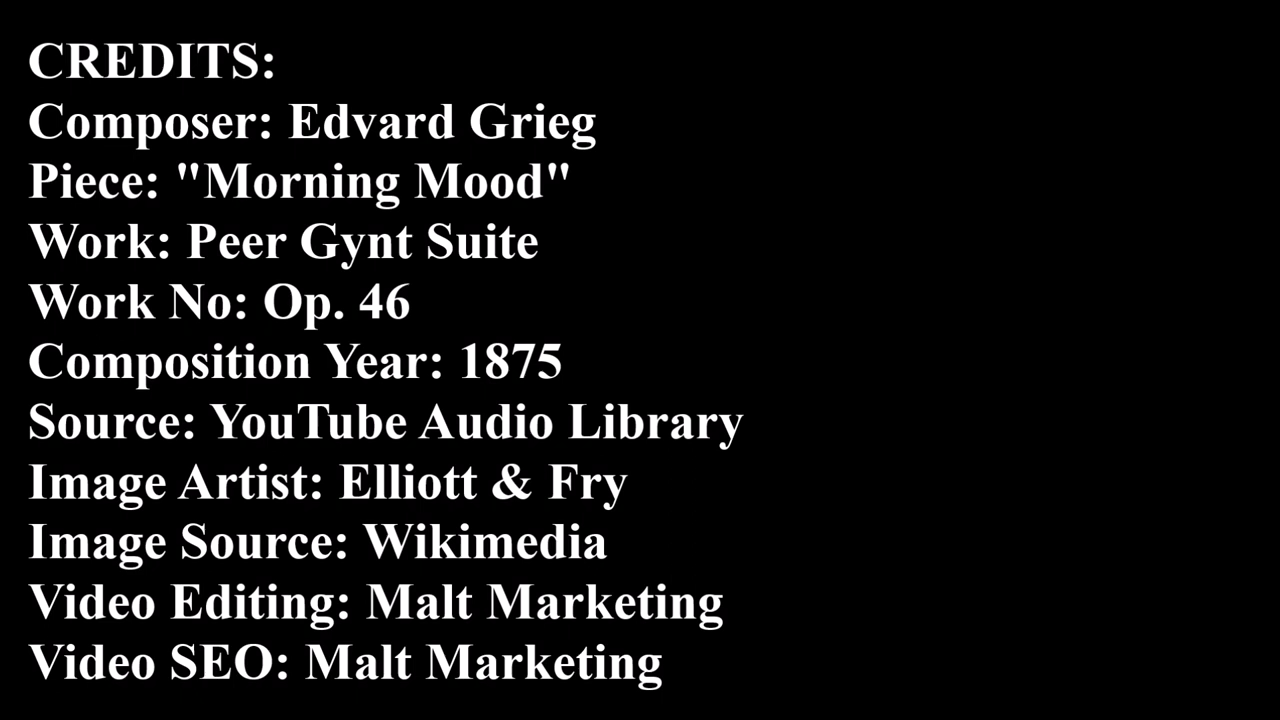 CREDITS:
Composer: Edvard Grieg
Piece: "Morning Mood"
Work: Peer Gynt Suite
Work No: Op. 46
Composition Year: 1875
Source: YouTube Audio Library
Image Artist: Elliott & Fry
Image Source: Wikimedia
Video Editing: Malt Marketing
Video SEO: Malt Marketing